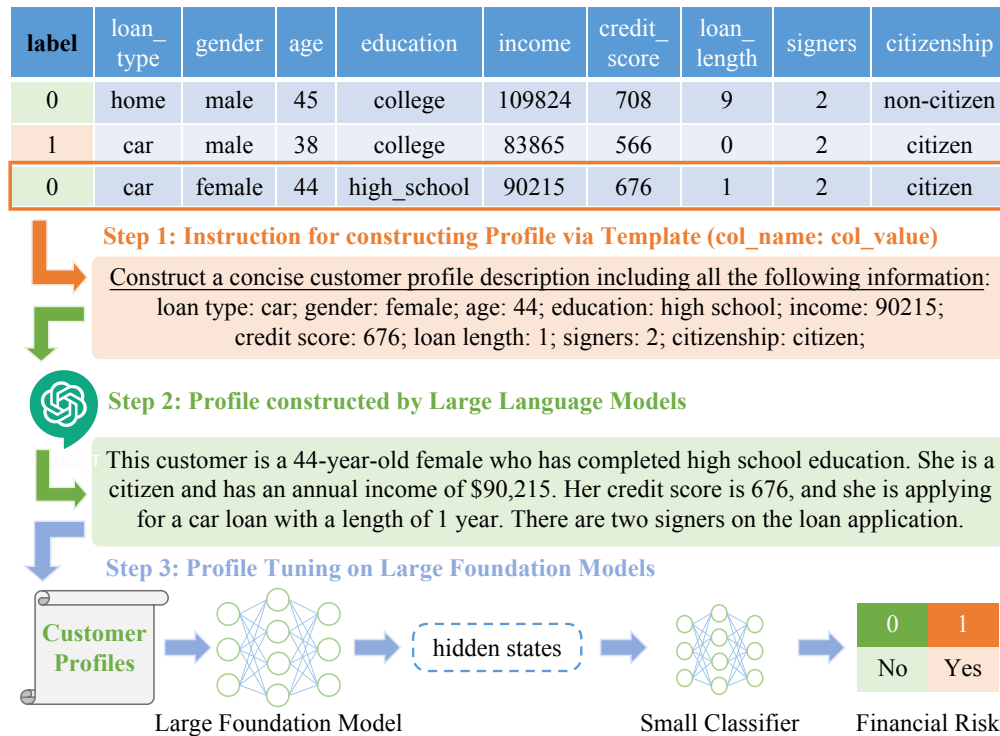 label loan_type gender age education income credit_score loan_length signers citizenship
0 home male 45 college 109824 708 9 2 non-citizen
1 car male 38 college 83865 566 0 2 citizen
0 car female 44 high_school 90215 676 1 2 citizen
Step 1: Instruction for constructing Profile via Template (col_name: col_value)
Construct a concise customer profile description including all the following information:
loan type: car; gender: female; age: 44; education: high school; income: 90215;
credit score: 676; loan length: 1; signers: 2; citizenship: citizen;
Step 2: Profile constructed by Large Language Models
This customer is a 44-year-old female who has completed high school education. She is a
citizen and has an annual income of $90,215. Her credit score is 676, and she is applying
for a car loan with a length of 1 year. There are two signers on the loan application.
Step 3: Profile Tuning on Large Foundation Models
Customer
Profiles
hidden states
0 1
No Yes
Large Foundation Model
Small Classifier
Financial Risk